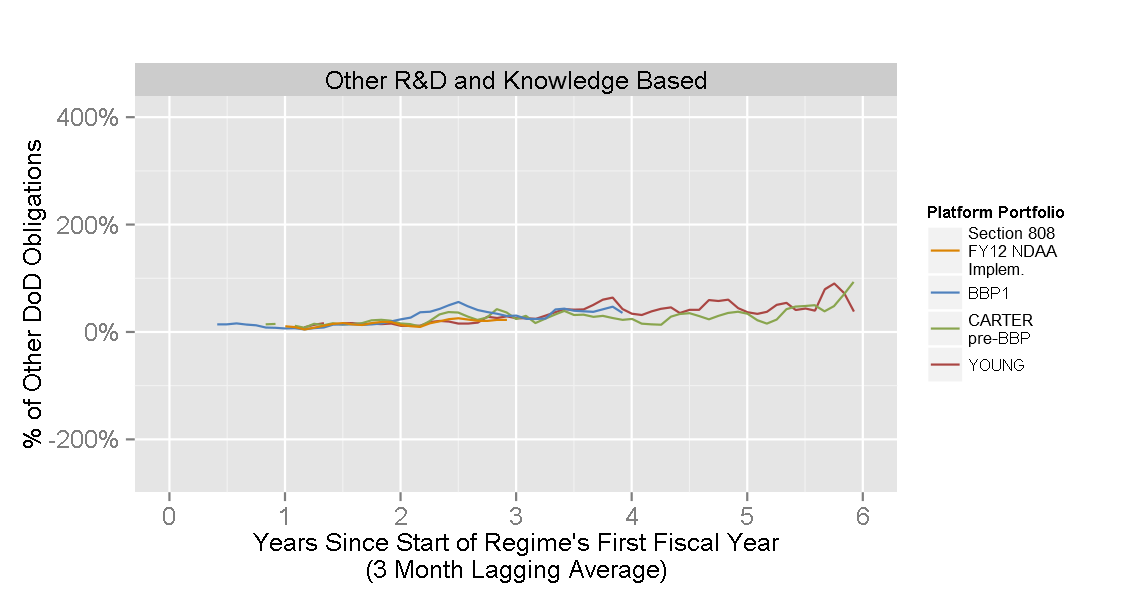 Other R&D and Knowledge Based
400%
200%
0%
-200%
% of Other DoD Obligations
0 1 2 3 4 5 6
Years Since Start of Regime's First Fiscal Year
(3 Month Lagging Average)
Platform Portfolio
Section 808
FY12 NDAA
Implem.
BBP1
CARTER
pre-BBP
YOUNG